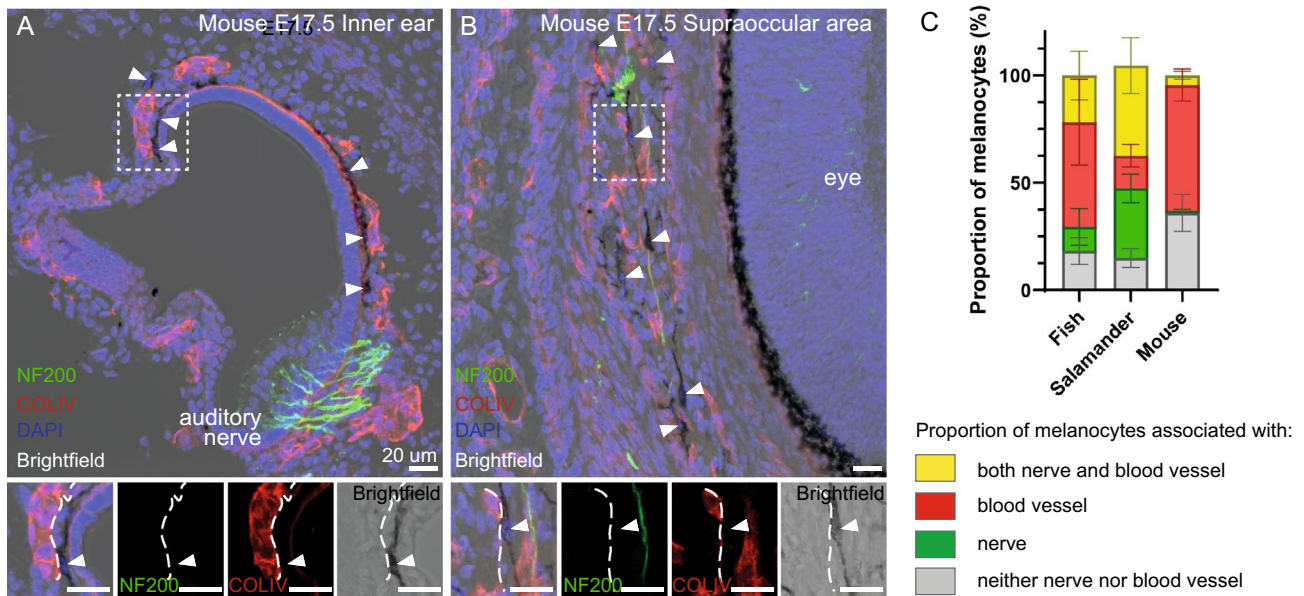 A
Mouse E17.5 Inner ear
E17.5
NF200
COLIV
DAPI
Brightfield
auditory
nerve
20 um
B
Mouse E17.5 Supraoccular area
eye
NF200
COLIV
DAPI
Brightfield
NF200
COLIV
Brightfield
NF200
COLIV
Brightfield
C
Proportion of melanocytes (%)
100
50
0
Fish
Salamander
Mouse
Proportion of melanocytes associated with:
both nerve and blood vessel
blood vessel
nerve
neither nerve nor blood vessel